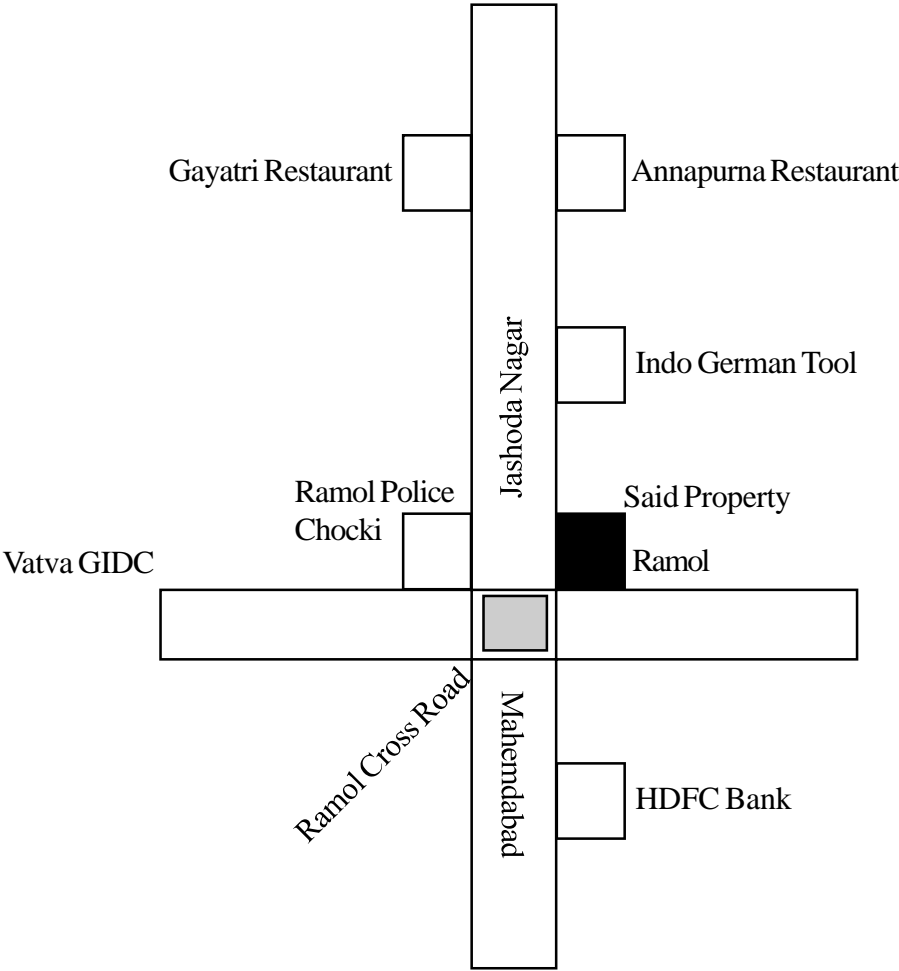 Gayatri Restaurant
Annapurna Restaurant
Jashoda Nagar
Indo German Tool
Ramol Police
Chocki
Said Property
Vatva GIDC
Ramol
Ramol Cross Road
Mahemdabad
HDFC Bank